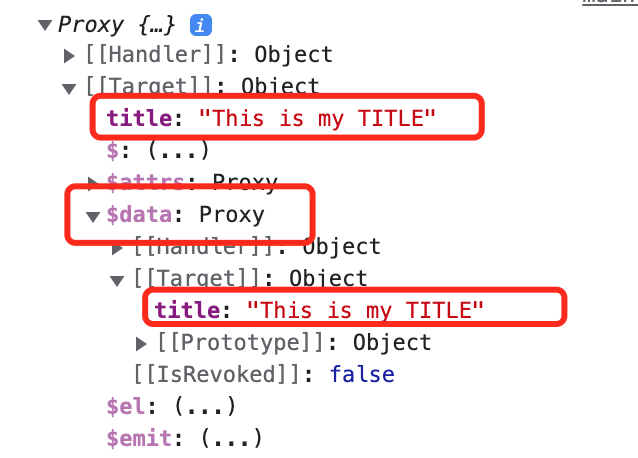 Proxy {…} i
[[Handler]]: Object
[[Target]]: Object
title: "This is my TITLE"
$: (...)
$attrs: Proxy
$data: Proxy
[[Handler]]: Object
[[Target]]: Object
title: "This is my TITLE"
[[Prototype]]: Object
[[IsRevoked]]: false
$el: (...)
$emit: (...)